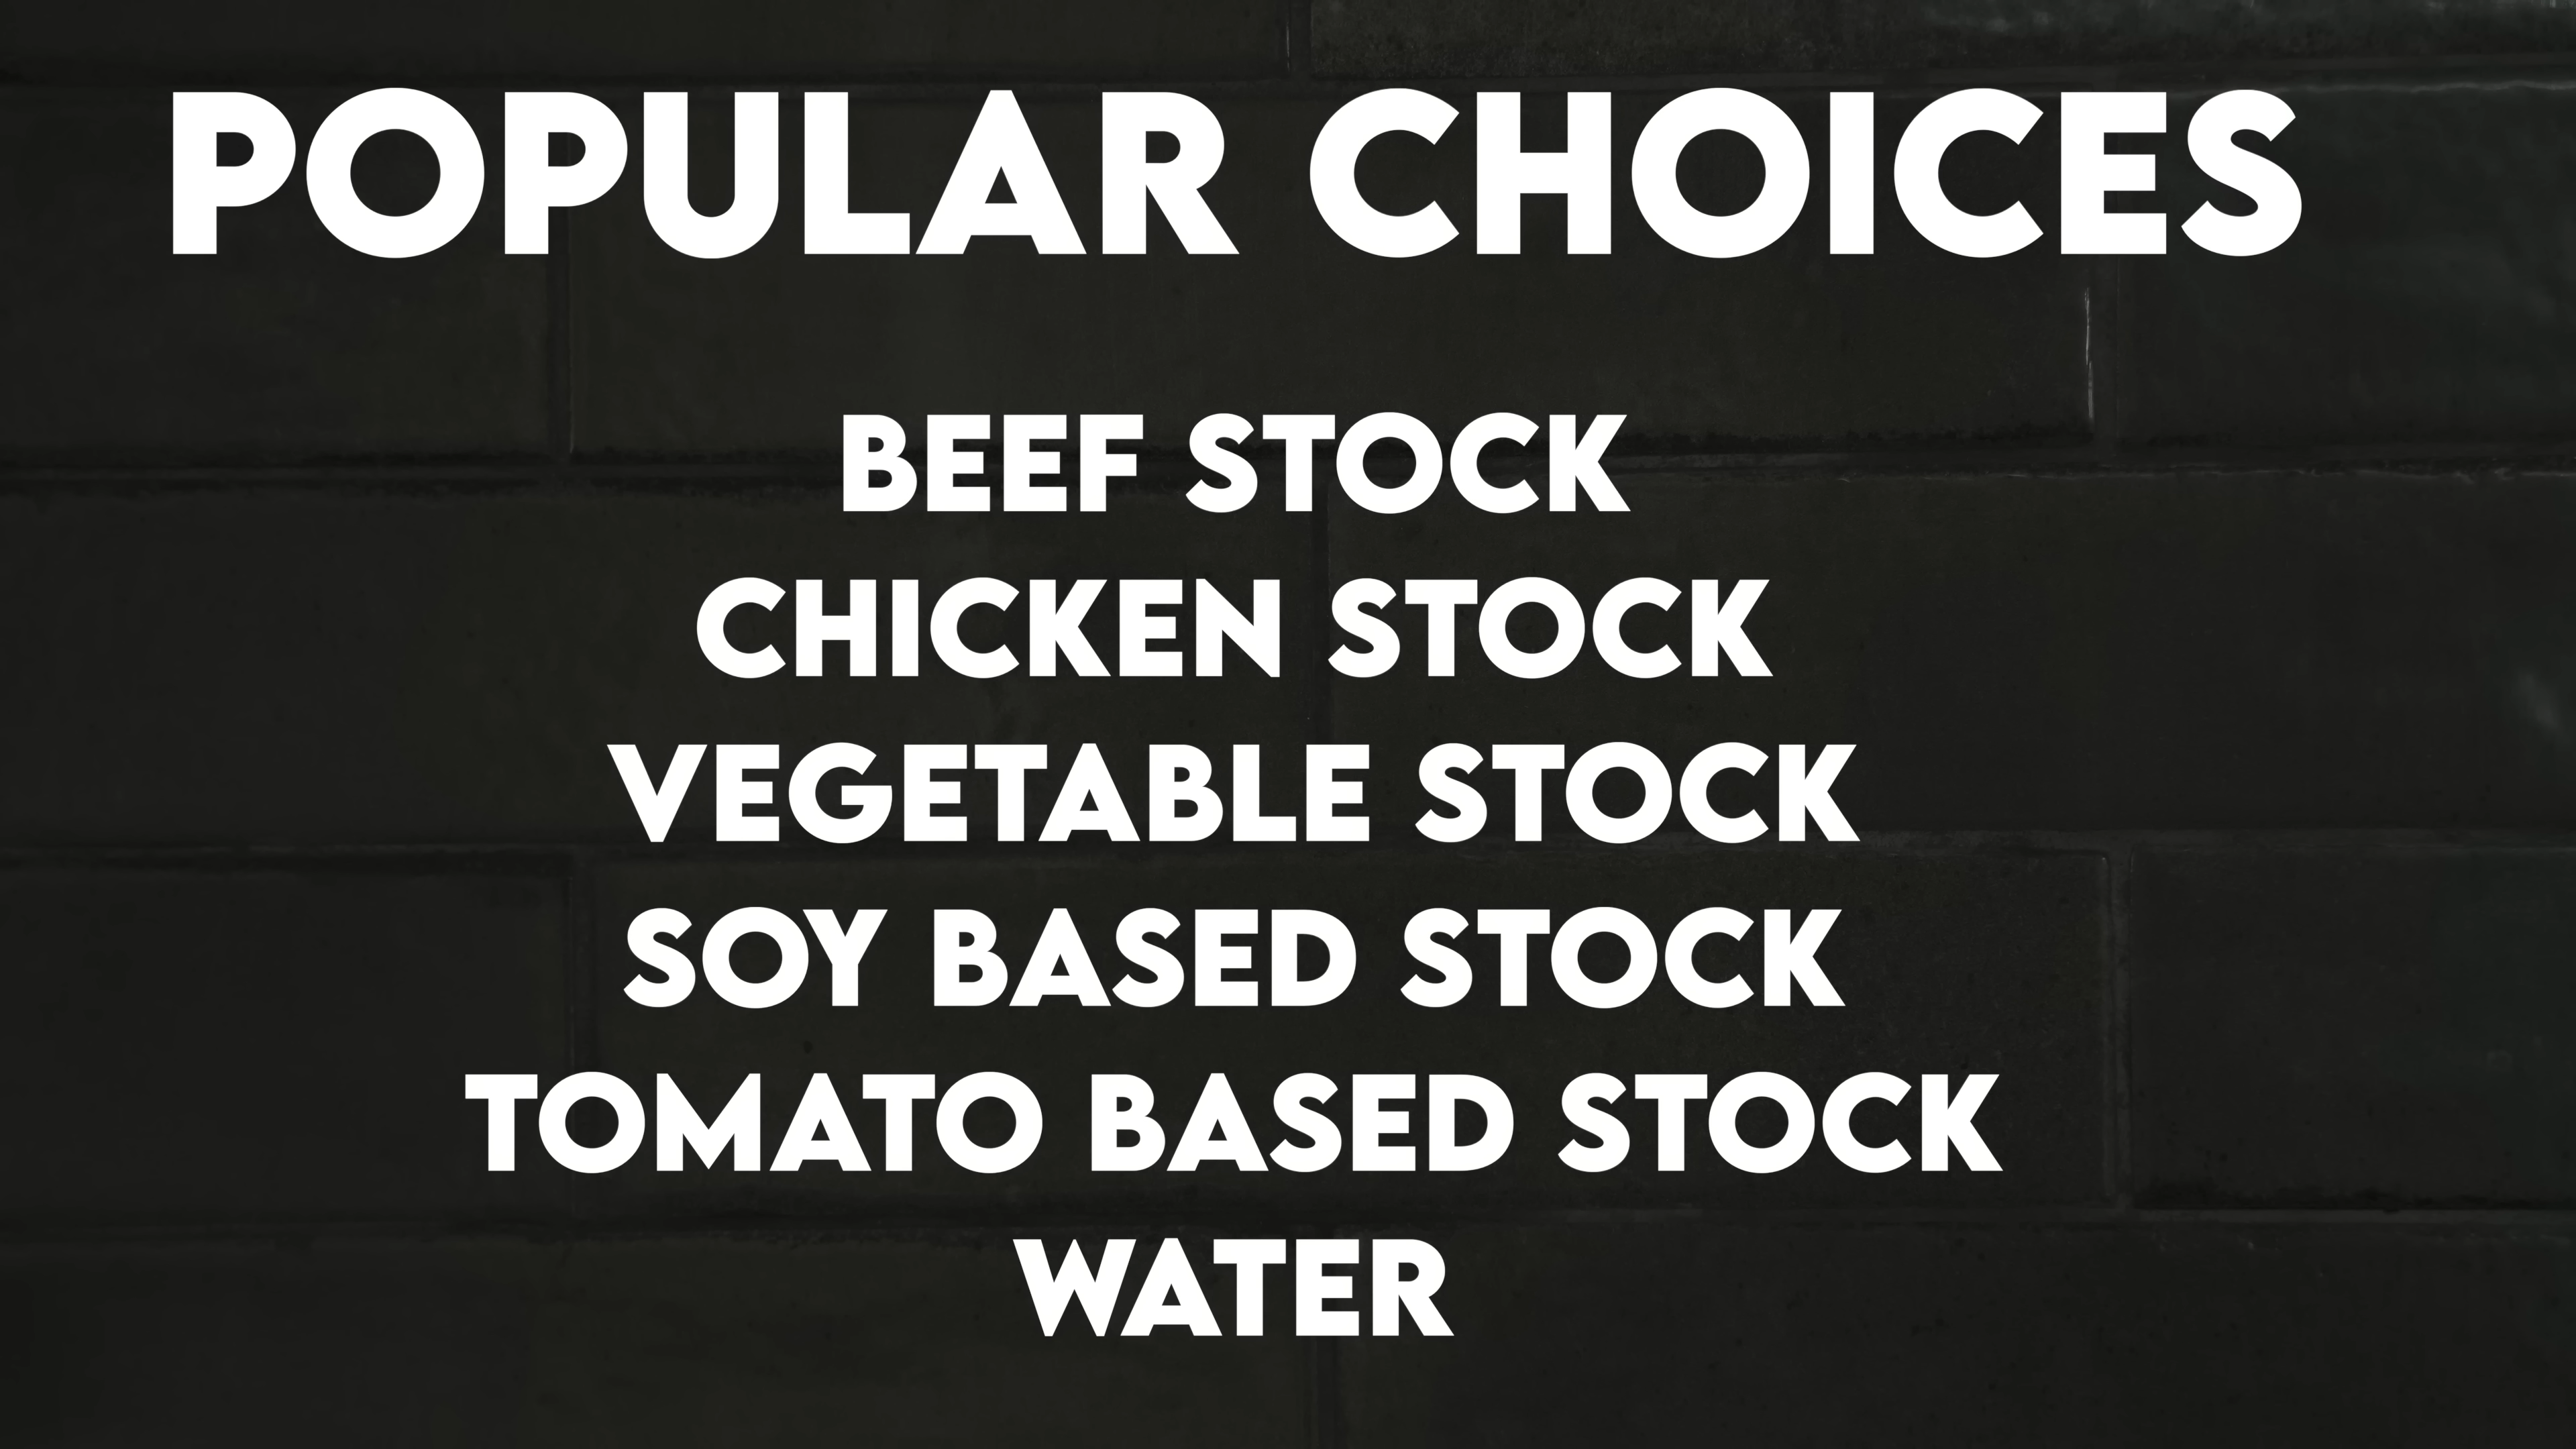 POPULAR CHOICES
BEEF STOCK
CHICKEN STOCK
VEGETABLE STOCK
SOY BASED STOCK
TOMATO BASED STOCK
WATER